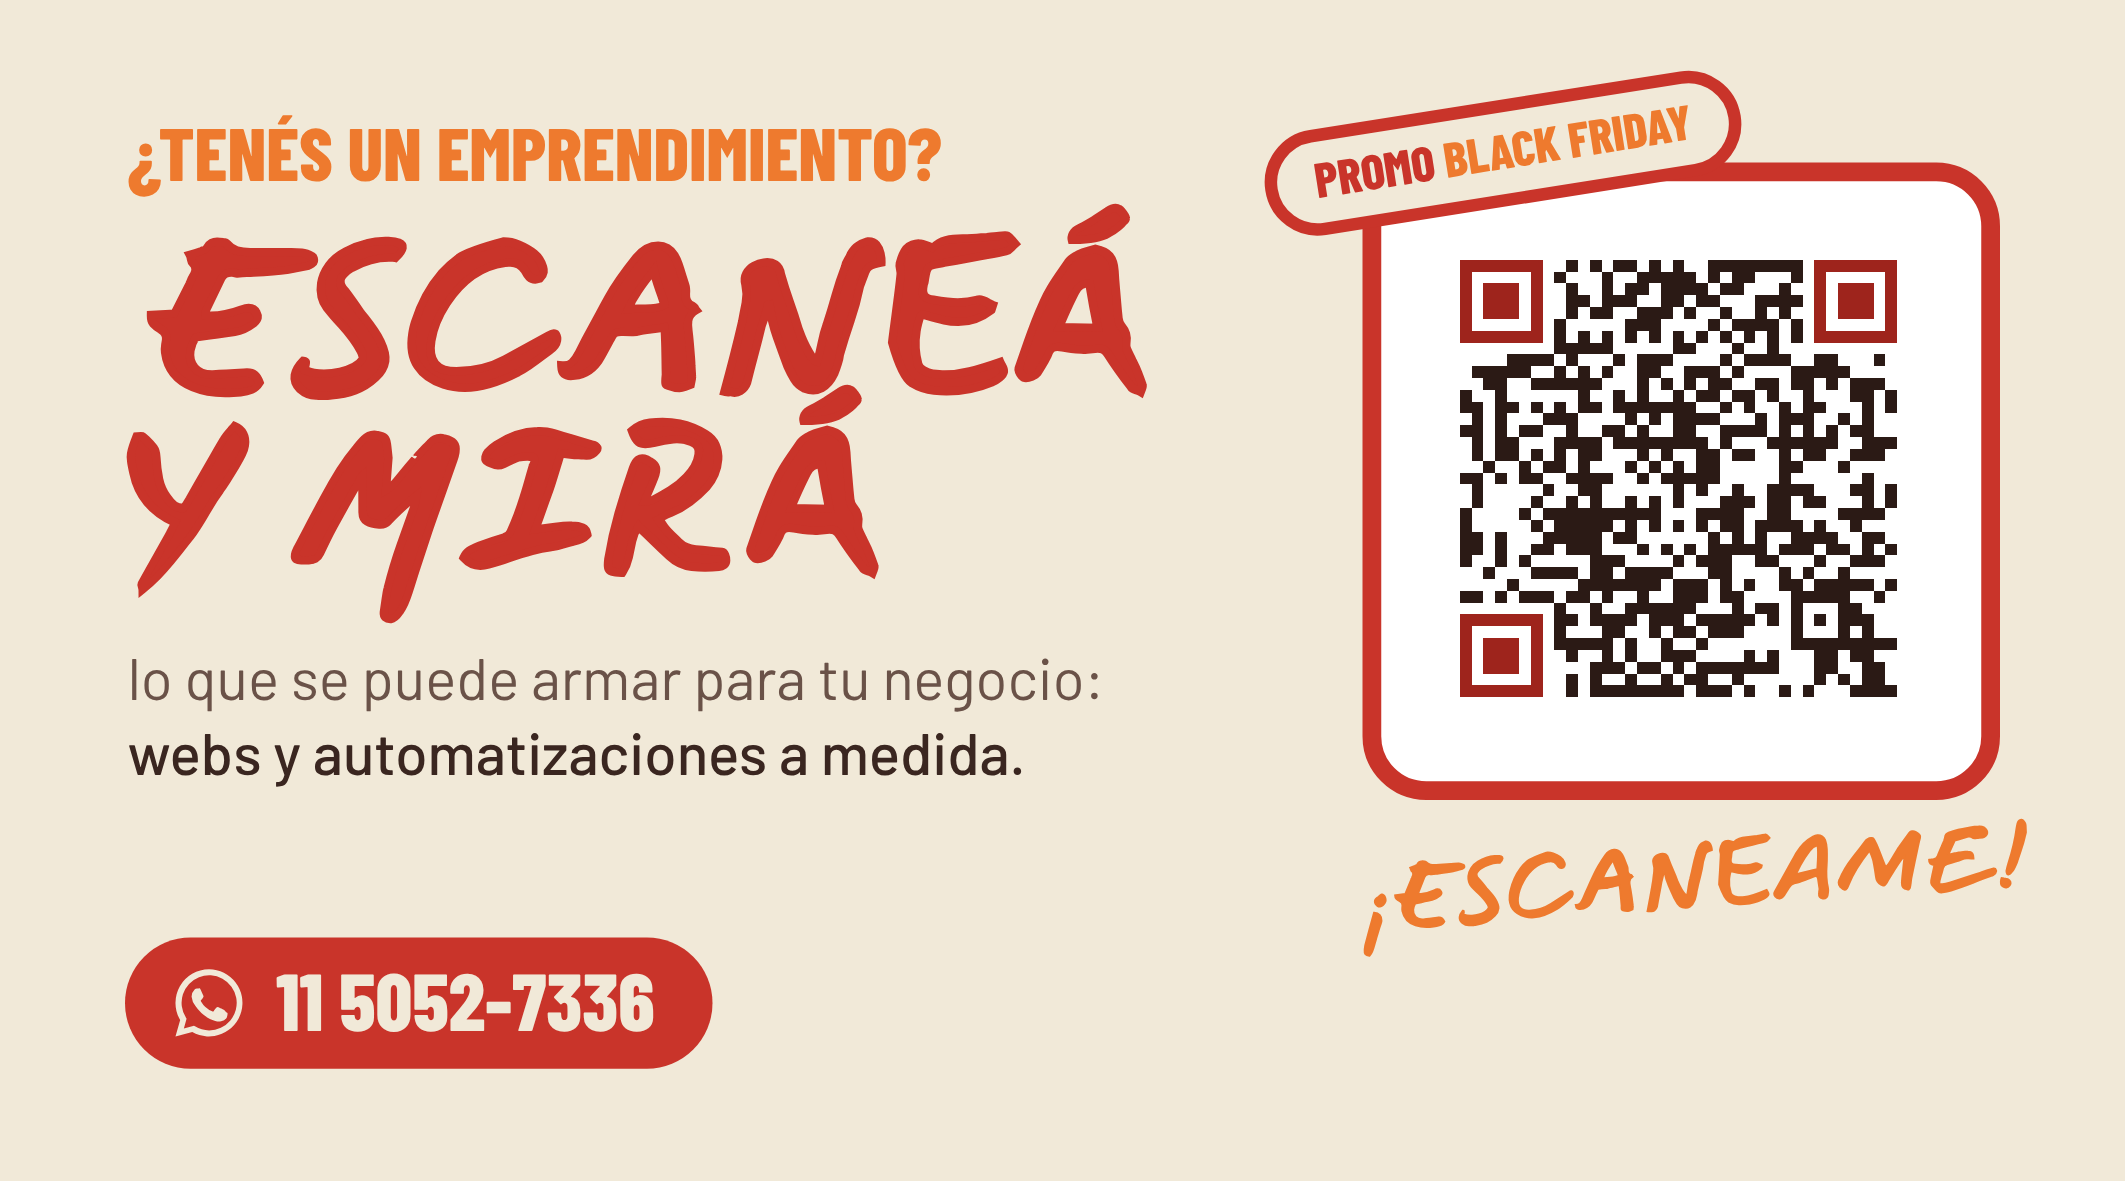 ¿TENÉS UN EMPRENDIMIENTO?
ESCANEÁ
Y MIRÁ
lo que se puede armar para tu negocio:
webs y automatizaciones a medida.
11 5052-7336
PROMO BLACK FRIDAY
¡ESCANEAME!